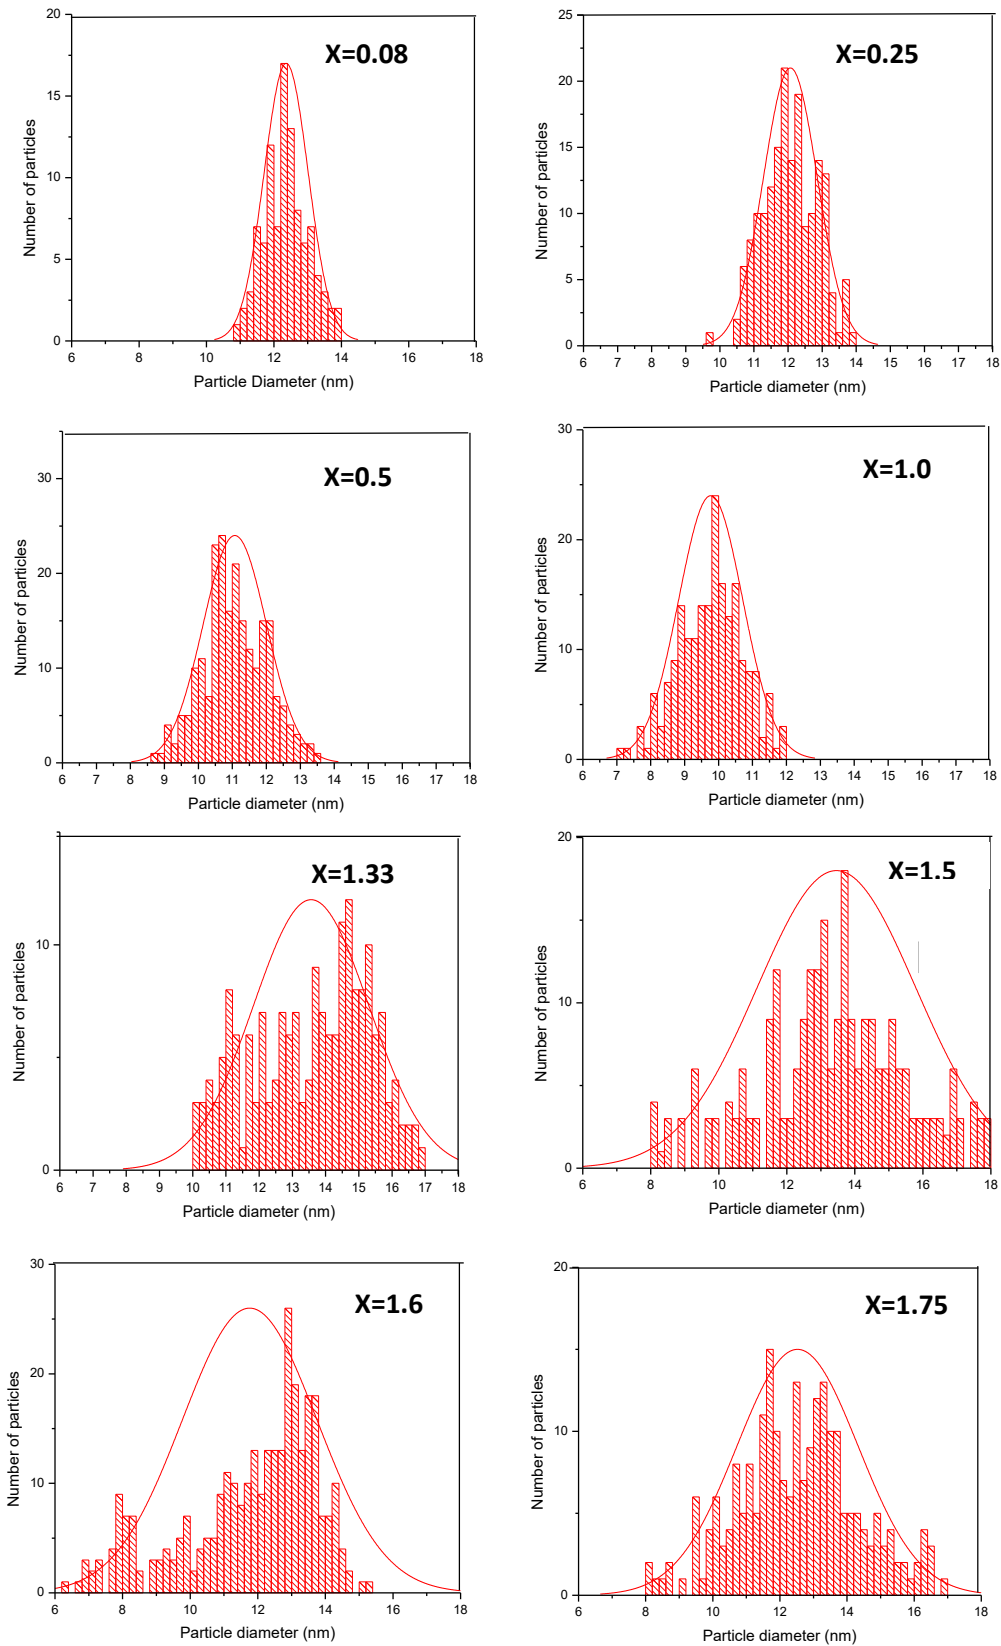 X=0.08
Number of particles
20
15
10
5
0
6 8 10 12 14 16 18
Particle Diameter (nm)
X=0.25
Number of particles
25
20
15
10
5
0
6 7 8 9 10 11 12 13 14 15 16 17 18
Particle diameter (nm)
X=0.5
Number of particles
30
20
10
0
6 7 8 9 10 11 12 13 14 15 16 17 18
Particle diameter (nm)
X=1.0
Number of particles
30
20
10
0
6 7 8 9 10 11 12 13 14 15 16 17 18
Particle diameter (nm)
X=1.33
Number of particles
10
0
6 7 8 9 10 11 12 13 14 15 16 17 18
Particle diameter (nm)
X=1.5
Number of particles
20
10
0
6 8 10 12 14 16 18
Particle diameter (nm)
X=1.6
Number of particles
30
20
10
0
6 8 10 12 14 16 18
Particle diameter (nm)
X=1.75
Number of particles
20
15
10
5
0
6 8 10 12 14 16 18
Particle diameter (nm)